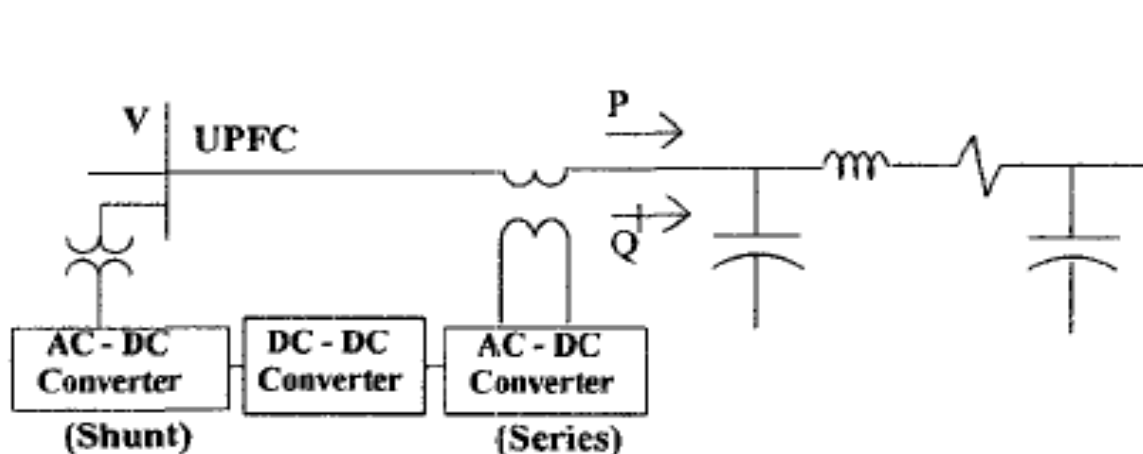 V
UPFC
P
Q
AC - DC
Converter
(Shunt)
DC - DC
Converter
AC - DC
Converter
(Series)